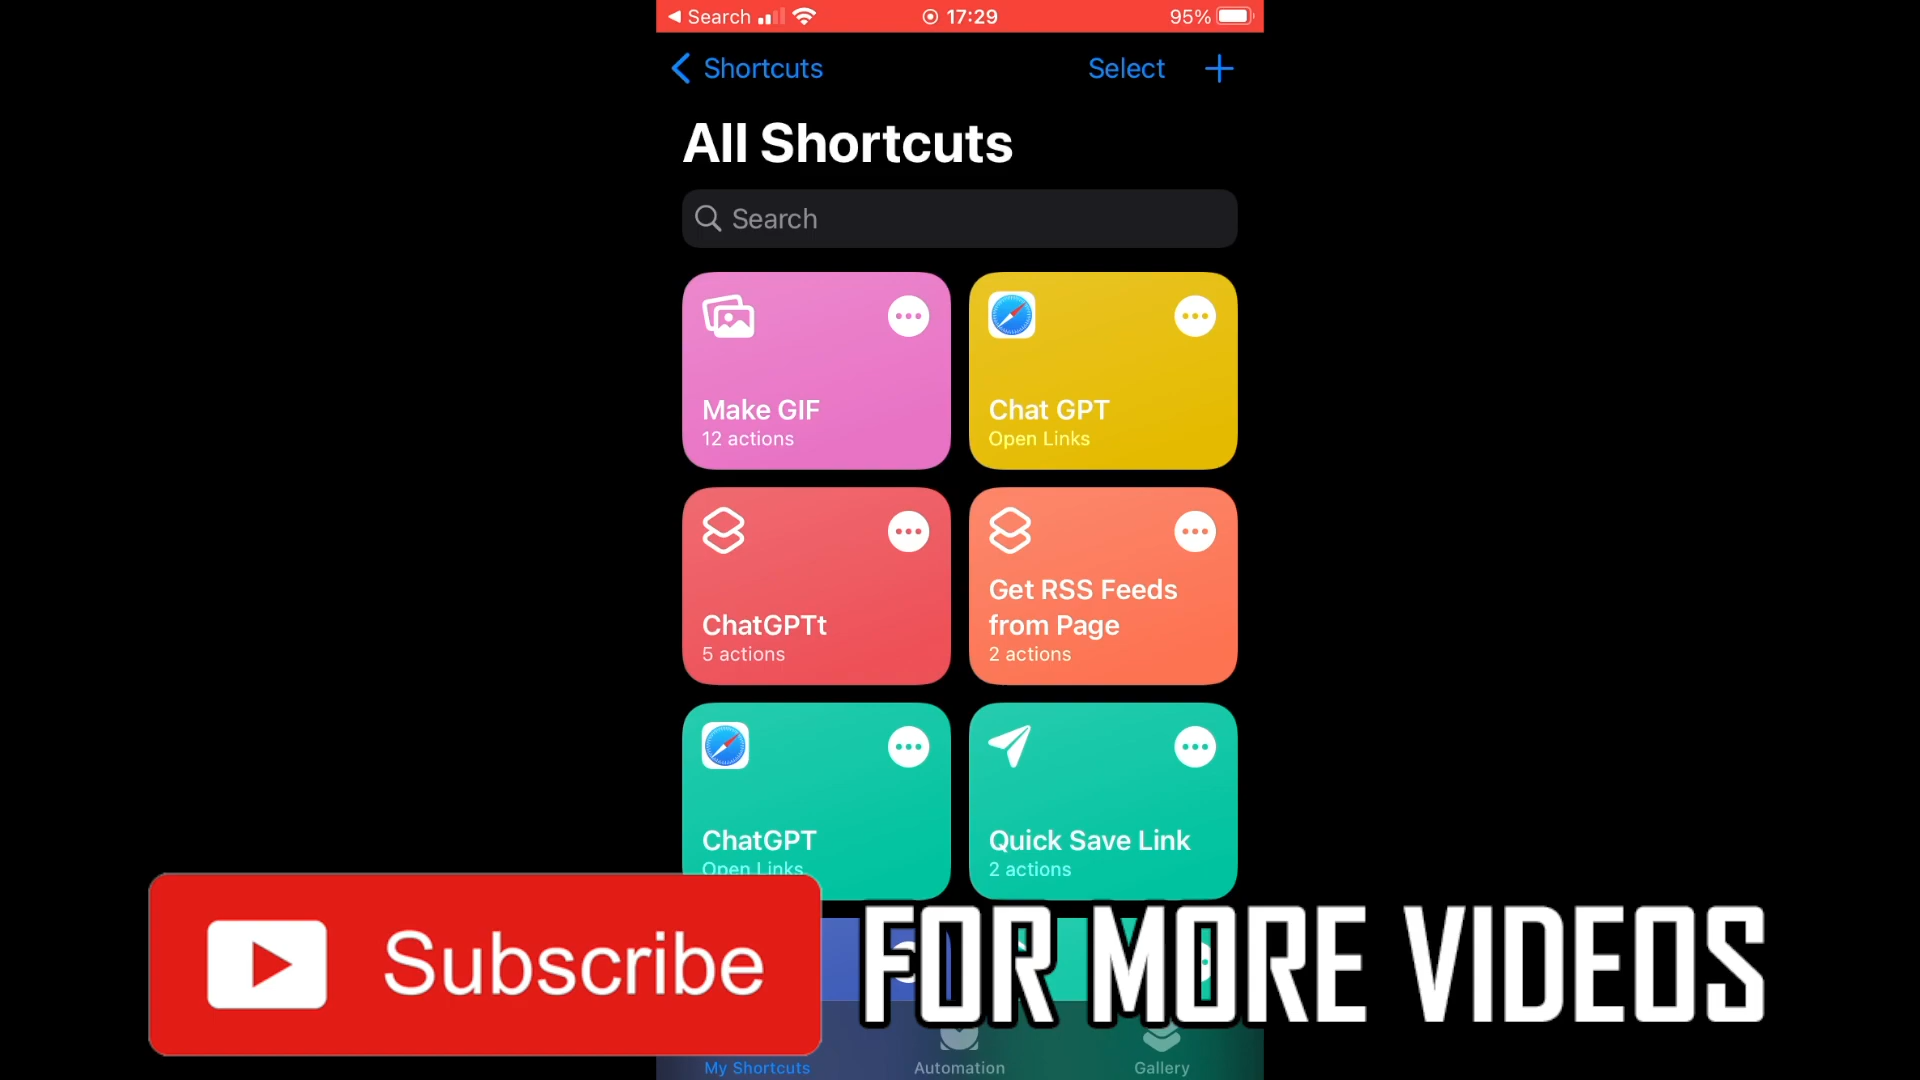 Search 17:29 95%
Shortcuts Select
All Shortcuts
Search
Make GIF
12 actions
Chat GPT
Open Links
ChatGPTt
5 actions
Get RSS Feeds
from Page
2 actions
ChatGPT
Open Links
Quick Save Link
2 actions
Subscribe FOR MORE VIDEOS
My Shortcuts Automation Gallery